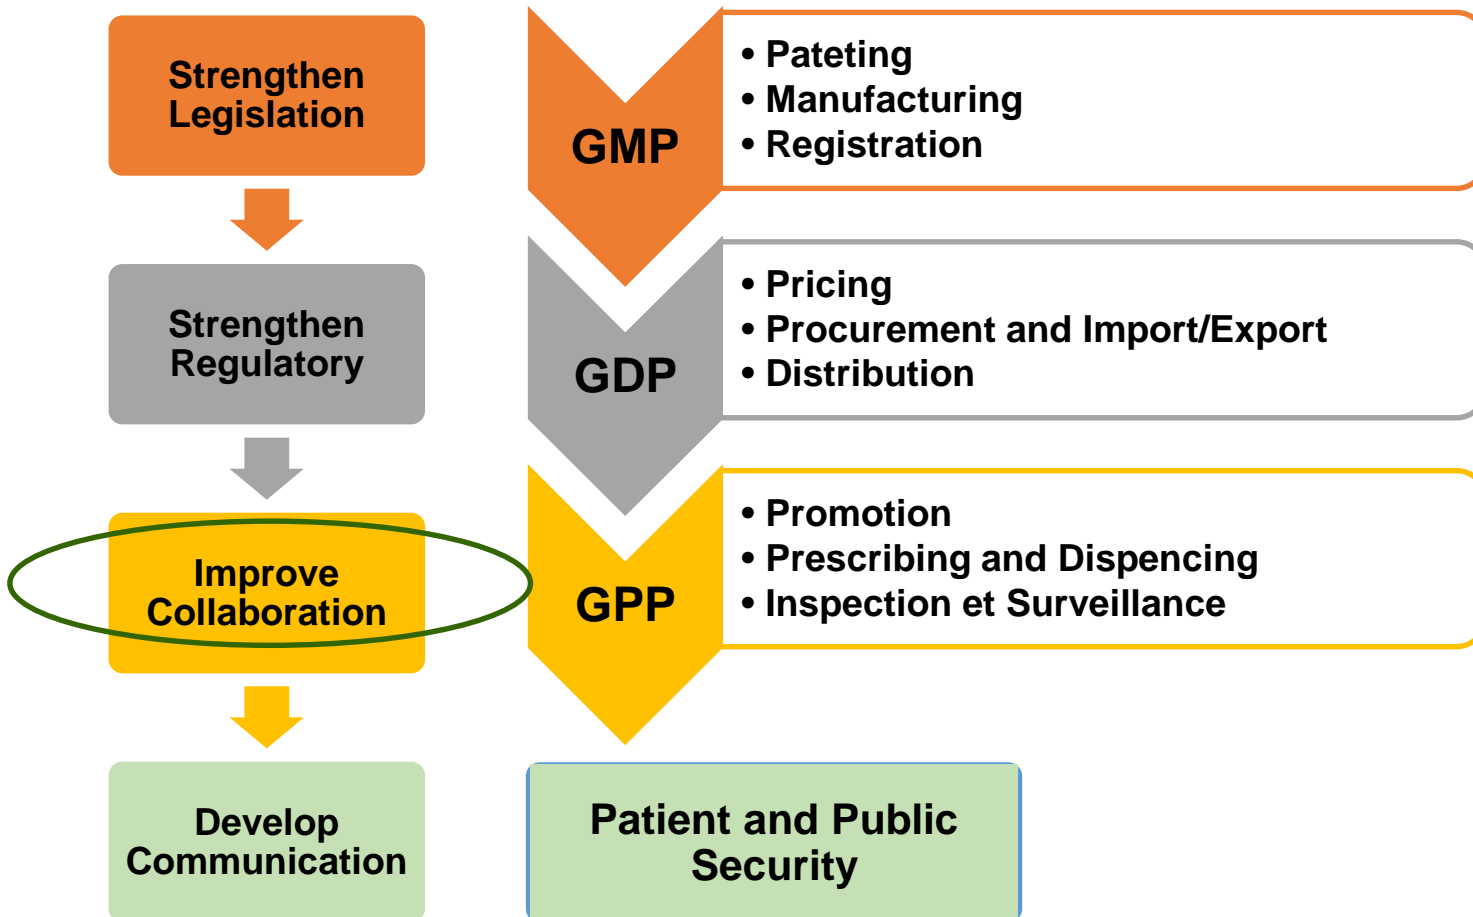 Strengthen
Legislation
GMP
• Pateting
• Manufacturing
• Registration
Strengthen
Regulatory
GDP
• Pricing
• Procurement and Import/Export
• Distribution
Improve
Collaboration
GPP
• Promotion
• Prescribing and Dispencing
• Inspection et Surveillance
Develop
Communication
Patient and Public
Security